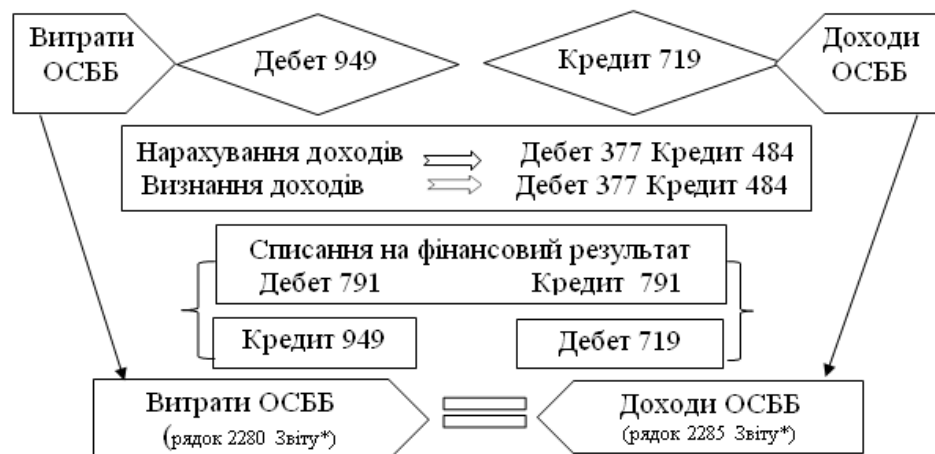 Витрати ОСББ
Дебет 949
Кредит 719
Доходи ОСББ
Нарахування доходів Дебет 377 Кредит 484
Визнання доходів Дебет 377 Кредит 484
Списання на фінансовий результат
Дебет 791 Кредит 791
Кредит 949 Дебет 719
Витрати ОСББ
(рядок 2280 Звіту*)
Доходи ОСББ
(рядок 2285 Звіту*)